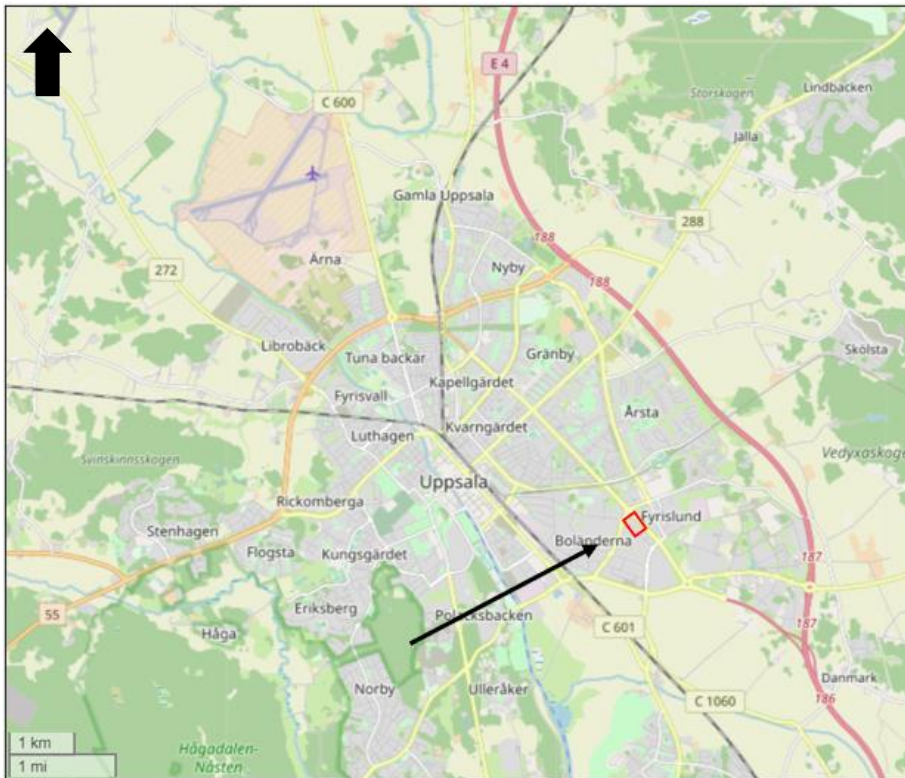 E 4
Storskogen
Lindbacken
C 600
Jälla
Gamla Uppsala
288
188
272
Ärna
Nyby
188
Librobäck
Tuna backar
Gränby
Skölsta
Kapellgärdet
Fyrisvall
Årsta
Luthagen
Kvarngärdet
Svinskinnsskogen
Vedyxaskoge
Uppsala
Rickomberga
Stenhagen
Fyrislund
Flogsta
Kungsgärdet
Boländerna
187
55
Eriksberg
Polacksbacken
C 601
Håga
187
Norby
Ulleråker
Danmark
C 1060
186
1 km
Hågadalen-
Nåsten
1 mi